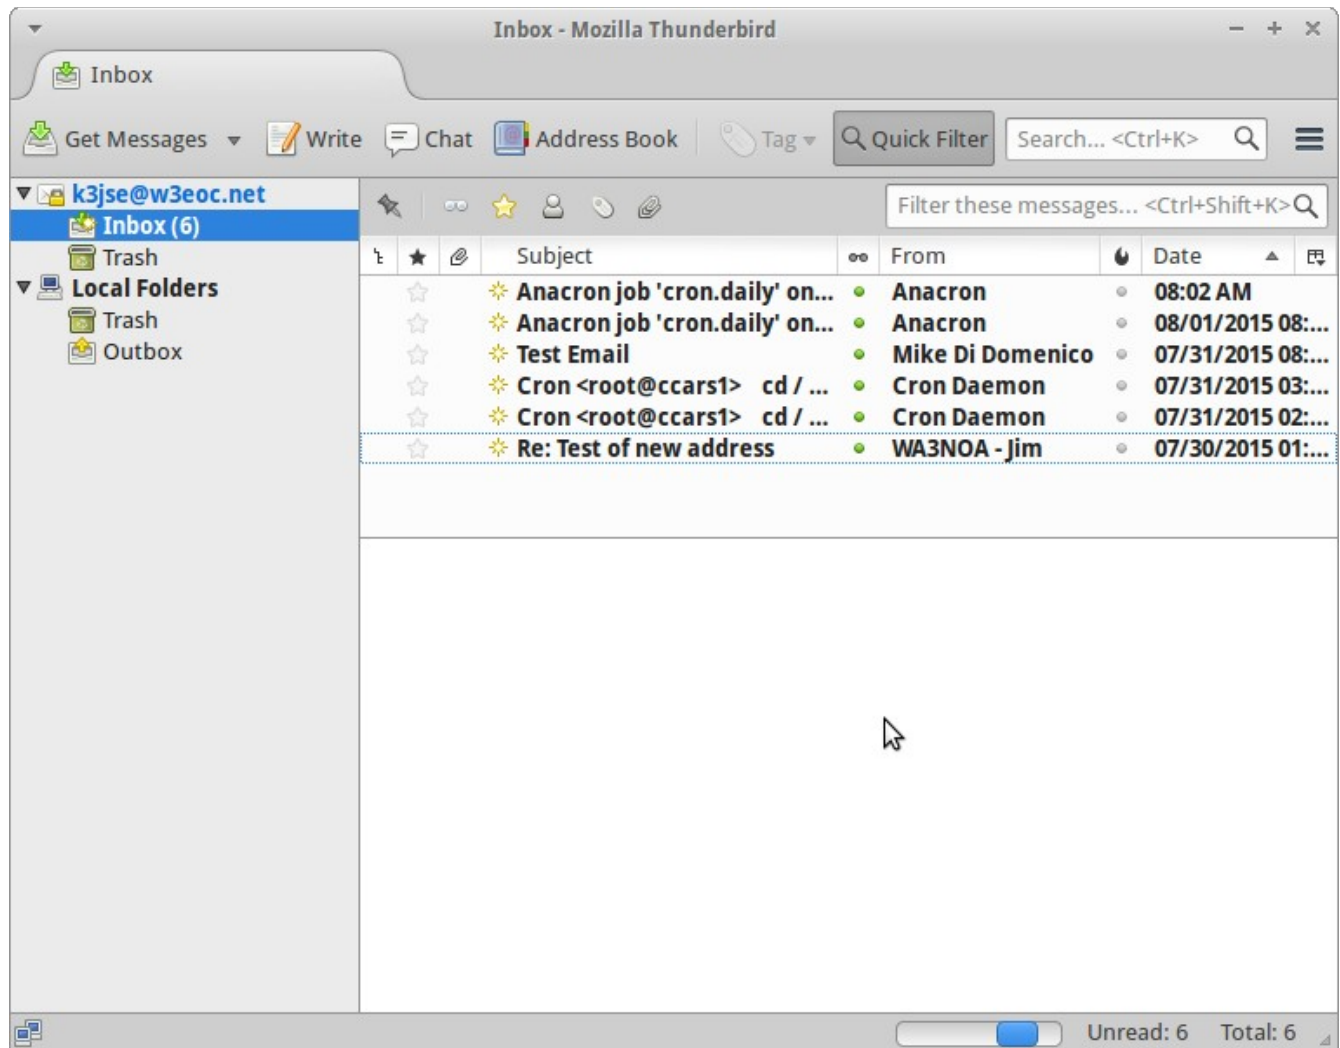 Inbox - Mozilla Thunderbird
Inbox
Get Messages Write Chat Address Book Tag Quick Filter Search... <Ctrl+K>
k3jse@w3eoc.net
Inbox (6)
Trash
Local Folders
Trash
Outbox
Filter these messages... <Ctrl+Shift+K>
Subject From Date
Anacron job 'cron.daily' on... Anacron 08:02 AM
Anacron job 'cron.daily' on... Anacron 08/01/2015 08:...
Test Email Mike Di Domenico 07/31/2015 08:...
Cron <root@ccars1> cd / ... Cron Daemon 07/31/2015 03:...
Cron <root@ccars1> cd / ... Cron Daemon 07/31/2015 02:...
Re: Test of new address WA3NOA - Jim 07/30/2015 01:...
Unread: 6 Total: 6